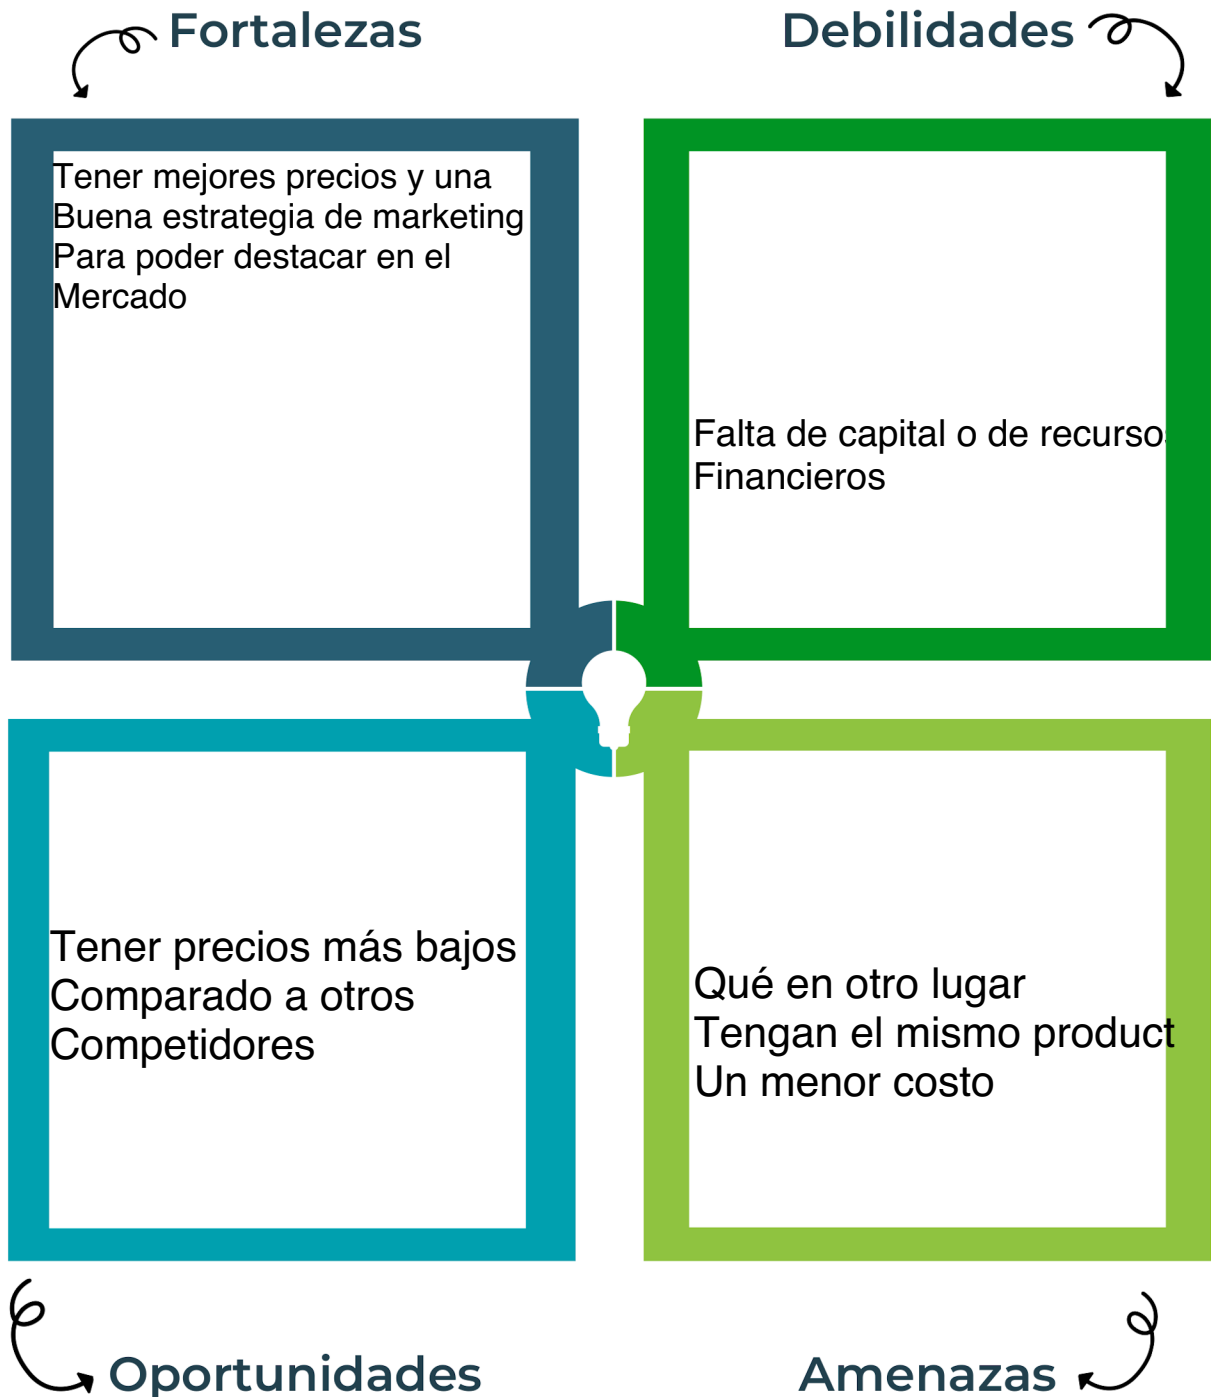 Fortalezas
Tener mejores precios y una
Buena estrategia de marketing
Para poder destacar en el
Mercado
Debilidades
Falta de capital o de recursos
Financieros
Tener precios más bajos
Comparado a otros
Competidores
Oportunidades
Qué en otro lugar
Tengan el mismo product
Un menor costo
Amenazas